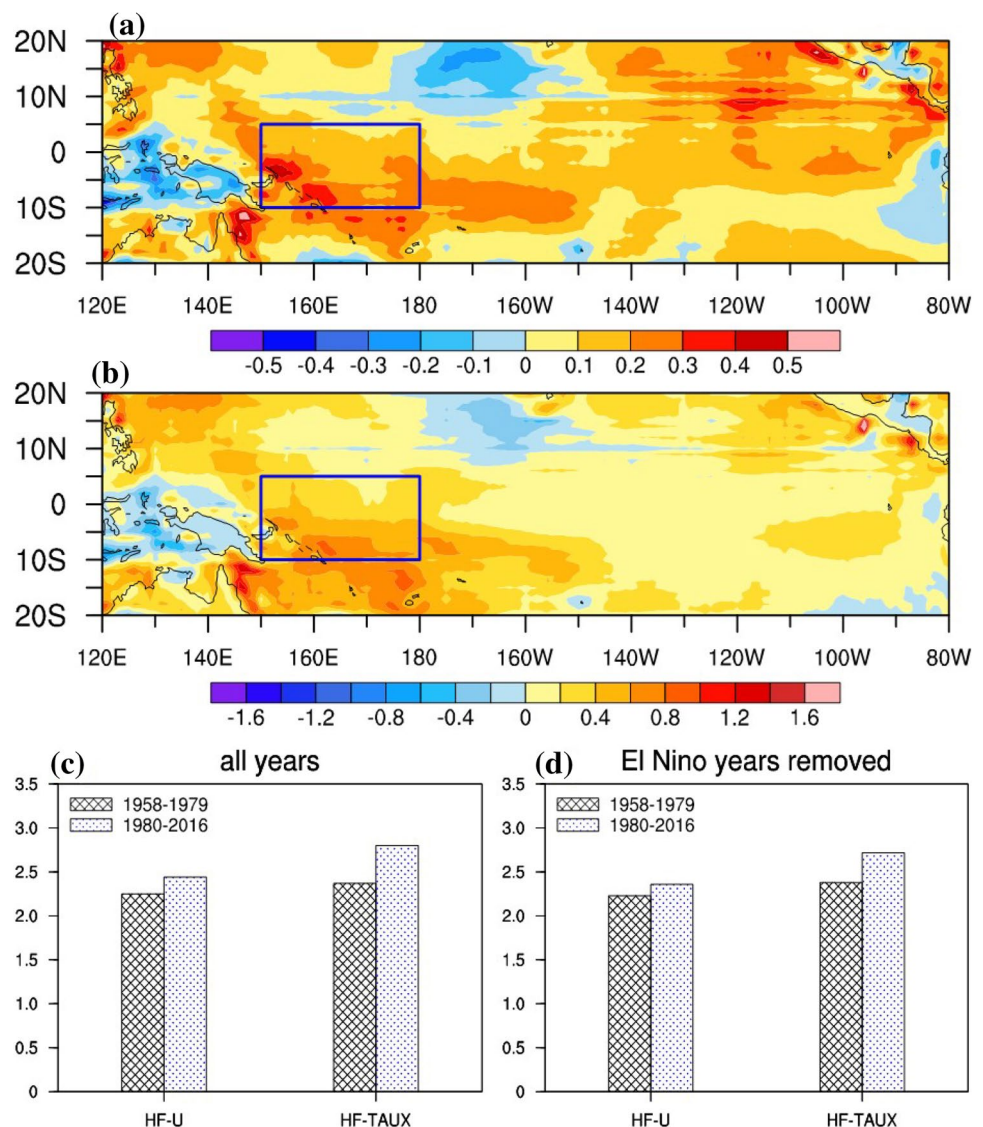 (a)
20N
10N
0
10S
20S
120E 140E 160E 180 160W 140W 120W 100W 80W
-0.5 -0.4 -0.3 -0.2 -0.1 0 0.1 0.2 0.3 0.4 0.5
(b)
20N
10N
0
10S
20S
120E 140E 160E 180 160W 140W 120W 100W 80W
-1.6 -1.2 -0.8 -0.4 0 0.4 0.8 1.2 1.6
(c) all years
3.5
3.0
2.5
2.0
1.5
1.0
0.5
0
1958-1979
1980-2016
HF-U HF-TAUX
(d) El Nino years removed
3.5
3.0
2.5
2.0
1.5
1.0
0.5
0
1958-1979
1980-2016
HF-U HF-TAUX